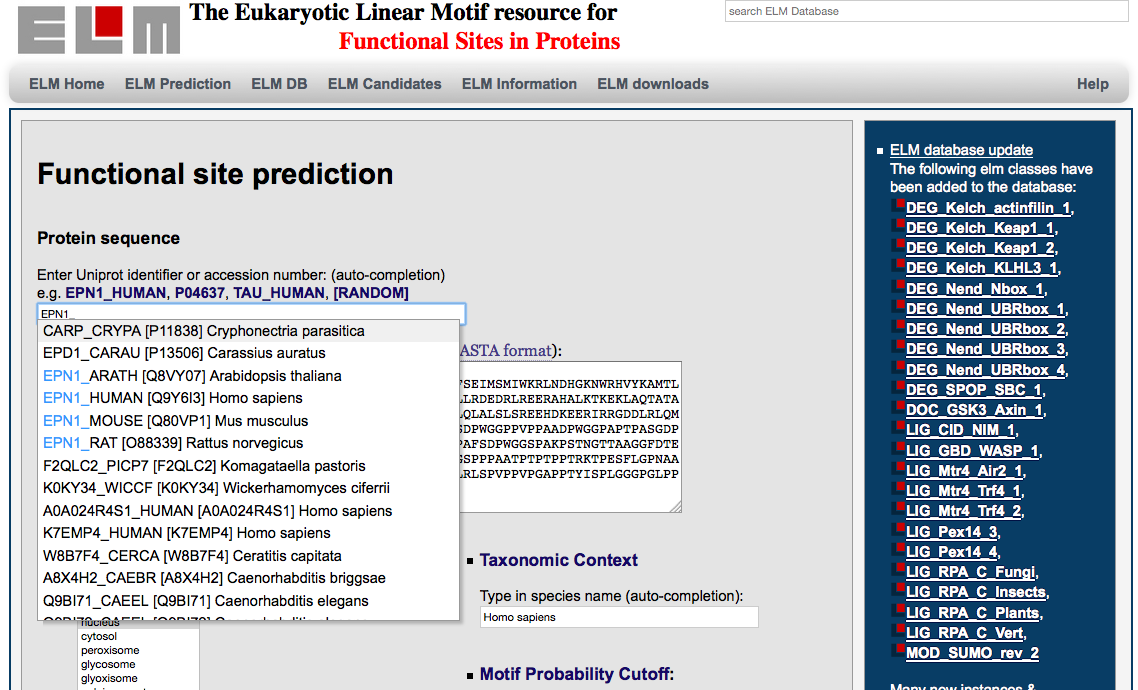 ELM
The Eukaryotic Linear Motif resource for
Functional Sites in Proteins
search ELM Database
ELM Home ELM Prediction ELM DB ELM Candidates ELM Information ELM downloads Help
Functional site prediction
Protein sequence
Enter Uniprot identifier or accession number: (auto-completion)
e.g. EPN1_HUMAN, P04637, TAU_HUMAN, [RANDOM]
EPN1_
CARP_CRYPA [P11838] Cryphonectria parasitica
EPD1_CARAU [P13506] Carassius auratus
EPN1_ARATH [Q8VY07] Arabidopsis thaliana
EPN1_HUMAN [Q9Y6I3] Homo sapiens
EPN1_MOUSE [Q80VP1] Mus musculus
EPN1_RAT [O88339] Rattus norvegicus
F2QLC2_PICP7 [F2QLC2] Komagataella pastoris
K0KY34_WICCF [K0KY34] Wickerhamomyces ciferrii
A0A024R4S1_HUMAN [A0A024R4S1] Homo sapiens
K7EMP4_HUMAN [K7EMP4] Homo sapiens
W8B7F4_CERCA [W8B7F4] Ceratitis capitata
A8X4H2_CAEBR [A8X4H2] Caenorhabditis briggsae
Q9BI71_CAEEL [Q9BI71] Caenorhabditis elegans
ASTA format):
SEIMSMIWKRLNDHGKNWRHVYKAMTL
LLRDEDRLREERAHALKTKEKLAQTATA
QLALSLSREEHDKEERIRRGDDLRLQM
DPWGGPVPPAADPWGGPAPTPASGDP
AFSDPWGGSPAKPSTNGTTAAGGFDTE
SPPPAATPTPTPPTRKTPESFLGPNAA
LRLSPVPPVPGAPPTYISPLGGGPGLPP
nucleus
cytosol
peroxisome
glycosome
glyoxisome
Taxonomic Context
Type in species name (auto-completion):
Homo sapiens
Motif Probability Cutoff:
ELM database update
The following elm classes have
been added to the database:
DEG_Kelch_actinfilin_1,
DEG_Kelch_Keap1_1,
DEG_Kelch_Keap1_2,
DEG_Kelch_KLHL3_1,
DEG_Nend_Nbox_1,
DEG_Nend_UBRbox_1,
DEG_Nend_UBRbox_2,
DEG_Nend_UBRbox_3,
DEG_Nend_UBRbox_4,
DEG_SPOP_SBC_1,
DOC_GSK3_Axin_1,
LIG_CID_NIM_1,
LIG_GBD_WASP_1,
LIG_Mtr4_Air2_1,
LIG_Mtr4_Trf4_1,
LIG_Mtr4_Trf4_2,
LIG_Pex14_3,
LIG_Pex14_4,
LIG_RPA_C_Fungi,
LIG_RPA_C_Insects,
LIG_RPA_C_Plants,
LIG_RPA_C_Vert,
MOD_SUMO_rev_2
Many new instances &